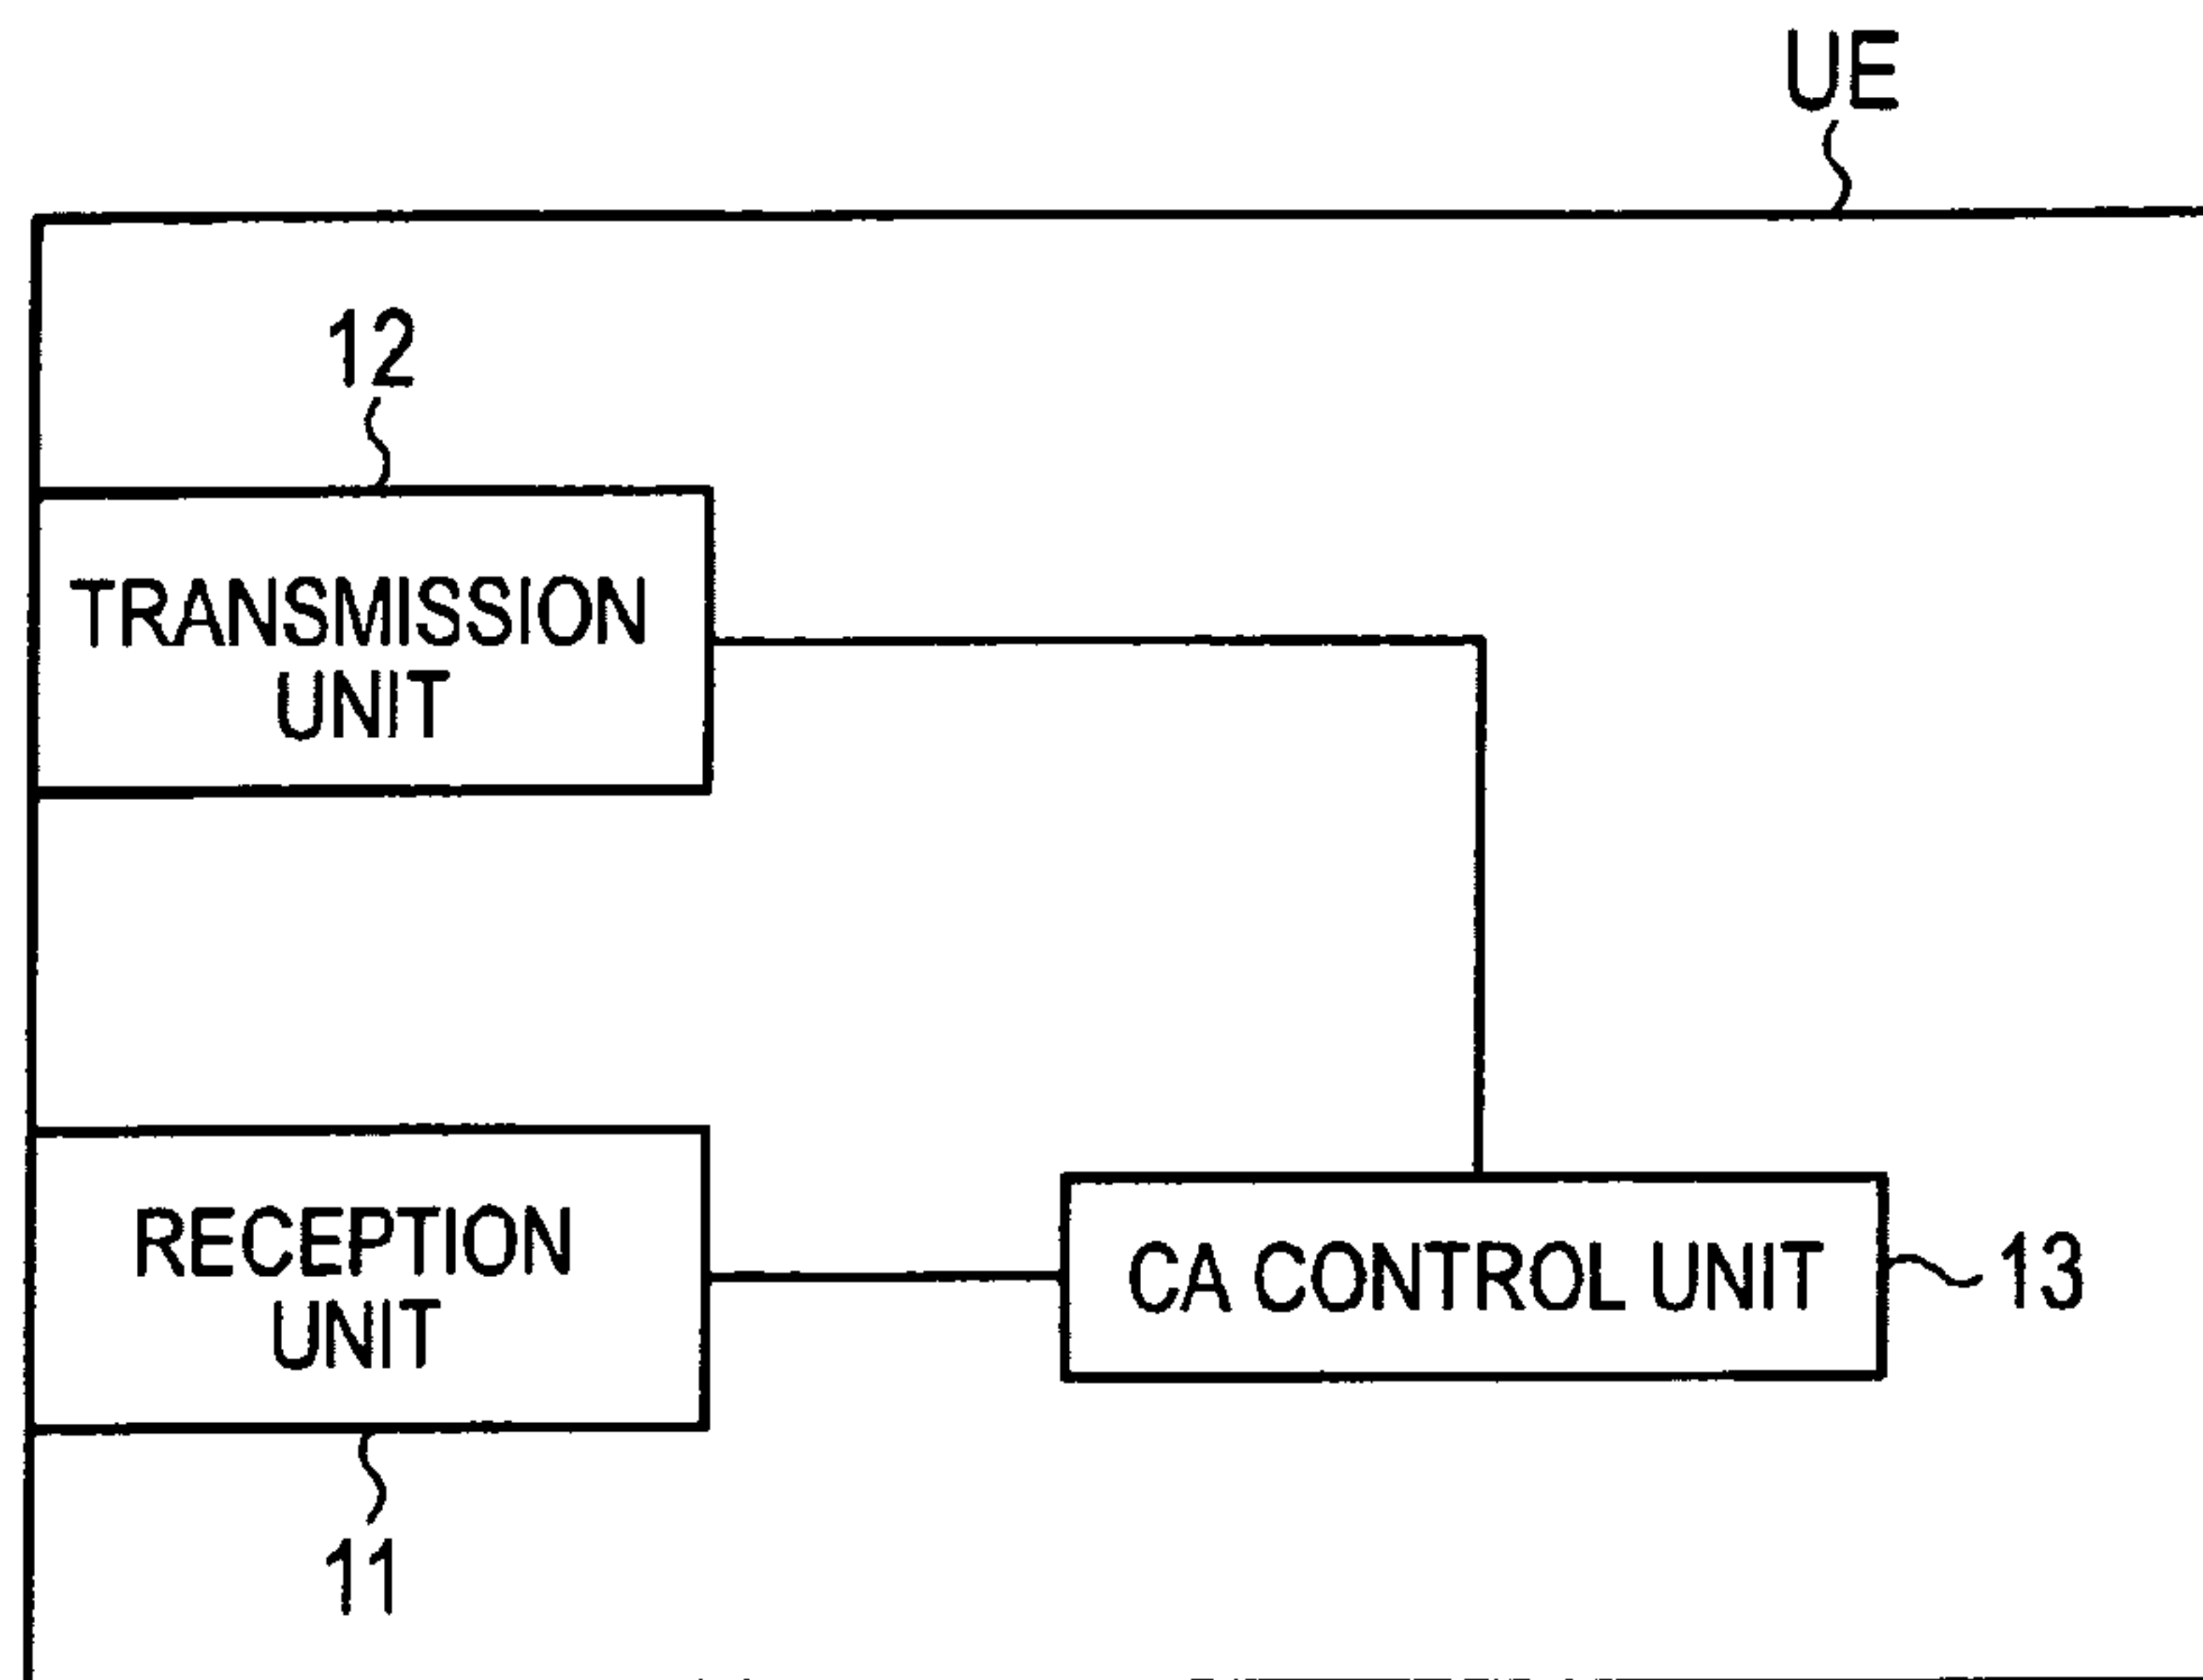 UE
12
TRANSMISSION
UNIT
RECEPTION
UNIT
CA CONTROL UNIT
13
11